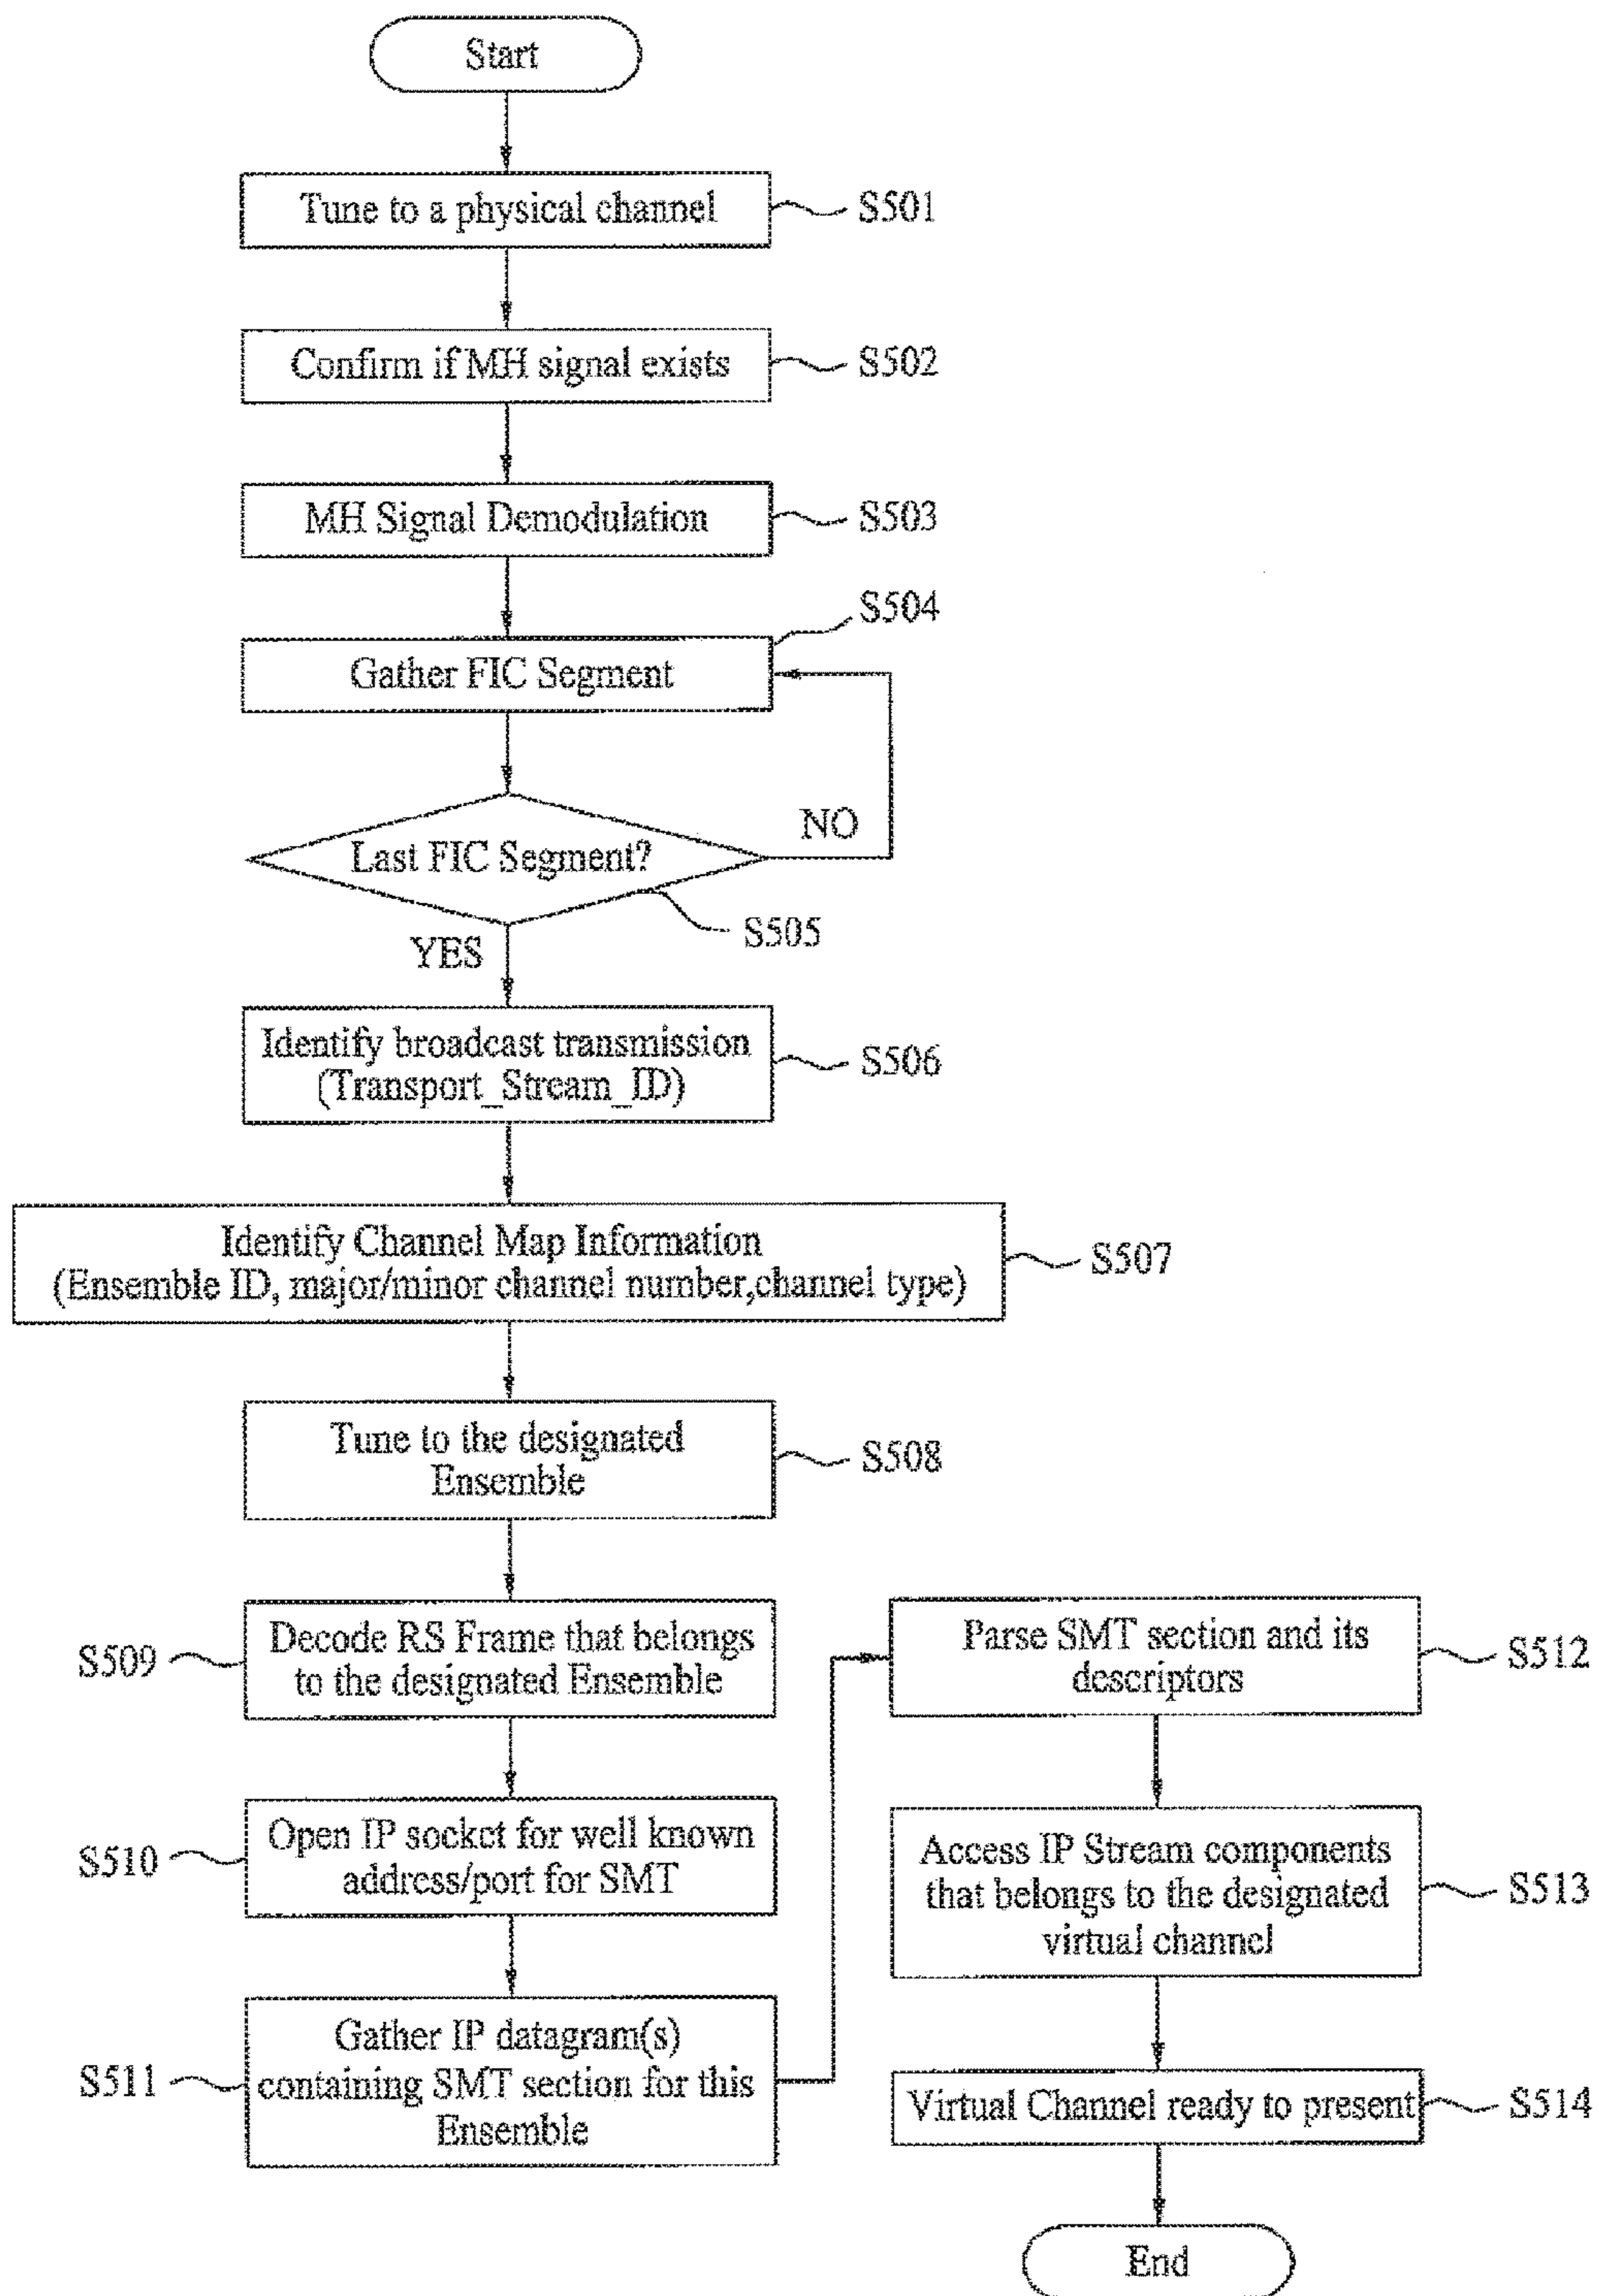 Start
Tune to a physical channel
S501
Confirm if MH signal exists
S502
MH Signal Demodulation
S503
S504
Gather FIC Segment
NO
Last FIC Segment?
S505
YES
Identify broadcast transmission
(Transport_Stream_ID)
S506
Identify Channel Map Information
(Ensemble ID, major/minor channel number,channel type)
S507
Tune to the designated
Ensemble
S508
S509
Decode RS Frame that belongs
to the designated Ensemble
S510
Open IP socket for well known
address/port for SMT
S511
Gather IP datagram(s)
containing SMT section for this
Ensemble
Parse SMT section and its
descriptors
S512
Access IP Stream components
that belongs to the designated
virtual channel
S513
Virtual Channel ready to present
S514
End